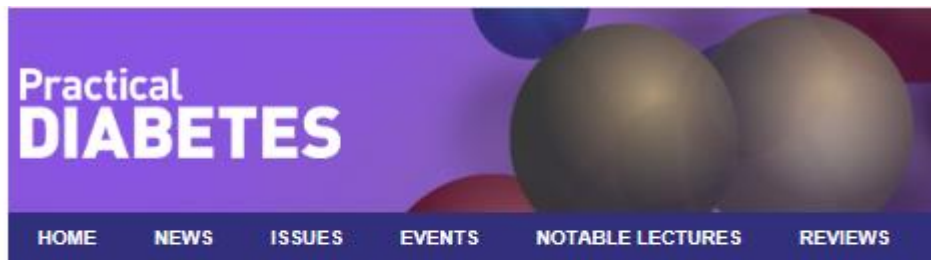 Practical
DIABETES
HOME NEWS ISSUES EVENTS NOTABLE LECTURES REVIEWS